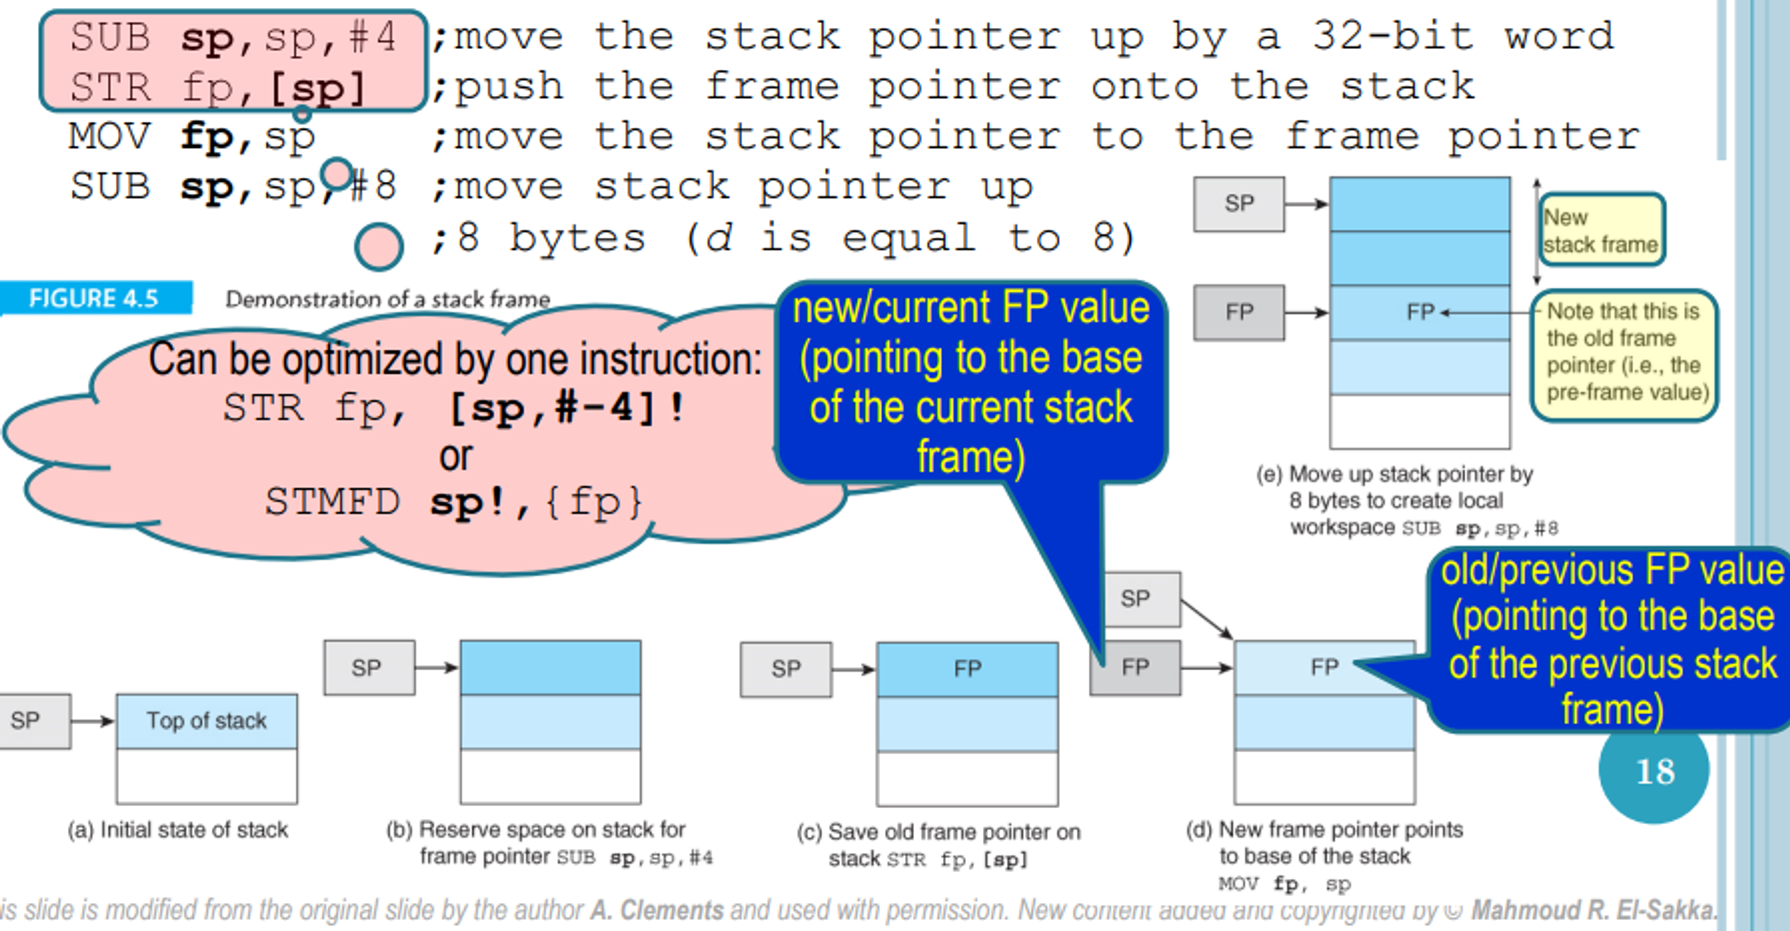 SUB sp,sp,#4 ;move the stack pointer up by a 32-bit word
STR fp,[sp] ;push the frame pointer onto the stack
MOV fp,sp ;move the stack pointer to the frame pointer
SUB sp,sp,#8 ;move stack pointer up
;8 bytes (d is equal to 8)
FIGURE 4.5 Demonstration of a stack frame
Can be optimized by one instruction:
STR fp, [sp,#-4]!
or
STMFD sp!,{fp}
new/current FP value
(pointing to the base
of the current stack
frame)
SP
New
stack frame
FP
FP
Note that this is
the old frame
pointer (i.e., the
pre-frame value)
(e) Move up stack pointer by
8 bytes to create local
workspace SUB sp,sp,#8
old/previous FP value
(pointing to the base
of the previous stack
frame)
SP
Top of stack
(a) Initial state of stack
SP
(b) Reserve space on stack for
frame pointer SUB sp,sp,#4
SP
FP
(c) Save old frame pointer on
stack STR fp,[sp]
SP
FP
FP
(d) New frame pointer points
to base of the stack
MOV fp, sp
18
is slide is modified from the original slide by the author A. Clements and used with permission. New content added and copyrighted by © Mahmoud R. El-Sakka.